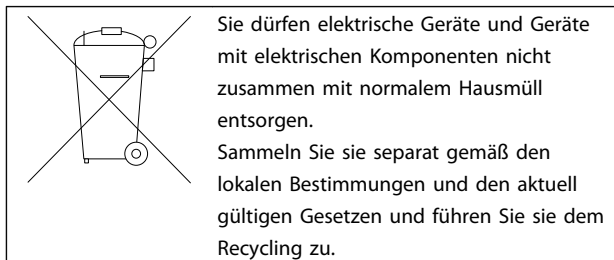 Sie dürfen elektrische Geräte und Geräte
mit elektrischen Komponenten nicht
zusammen mit normalem Hausmüll
entsorgen.
Sammeln Sie sie separat gemäß den
lokalen Bestimmungen und den aktuell
gültigen Gesetzen und führen Sie sie dem
Recycling zu.